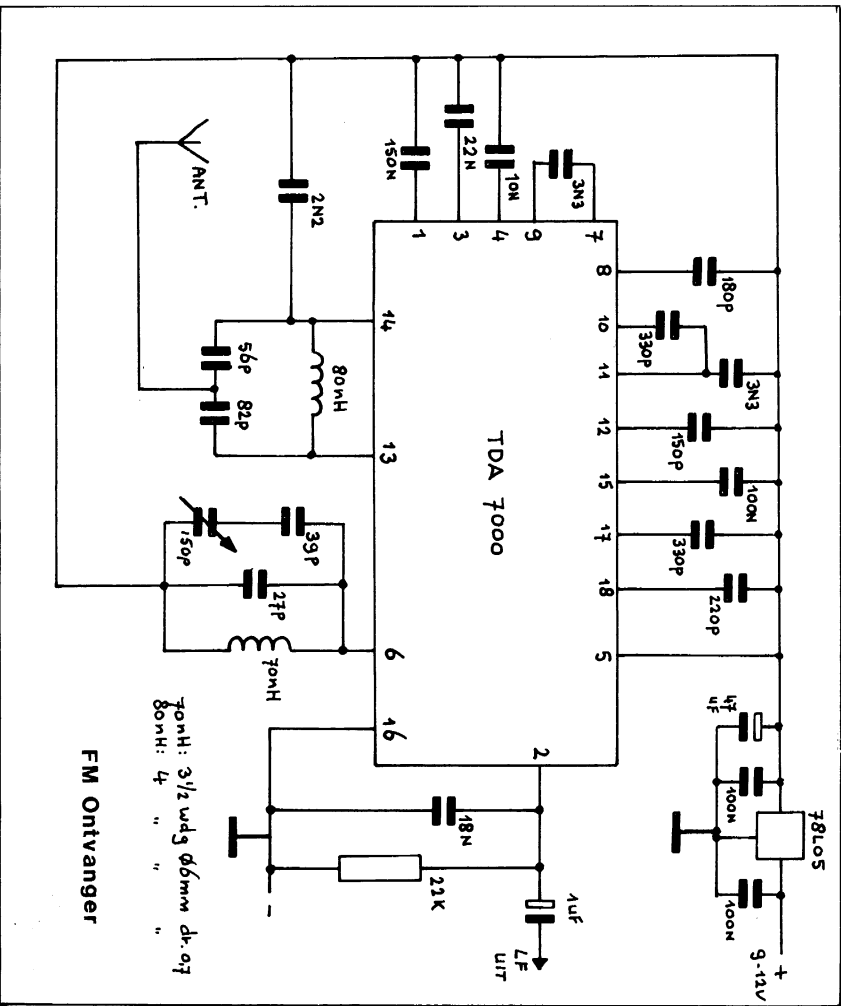 78L05
+
9-12V
180p
330p
3N3
150p
100N
330p
220p
47
µF
100N
100N
3N3
7
8
10
11
12
15
17
18
5
9
10N
4
22N
3
150N
1
TDA 7000
2
1µF
LF
UIT
22K
18N
14
13
6
16
2N2
80nH
56p
82p
39p
150p
27p
70nH
ANT.
-
70nH: 3½ wdg Ø6mm dr. 0,7
80nH: 4 " " "
FM Ontvanger